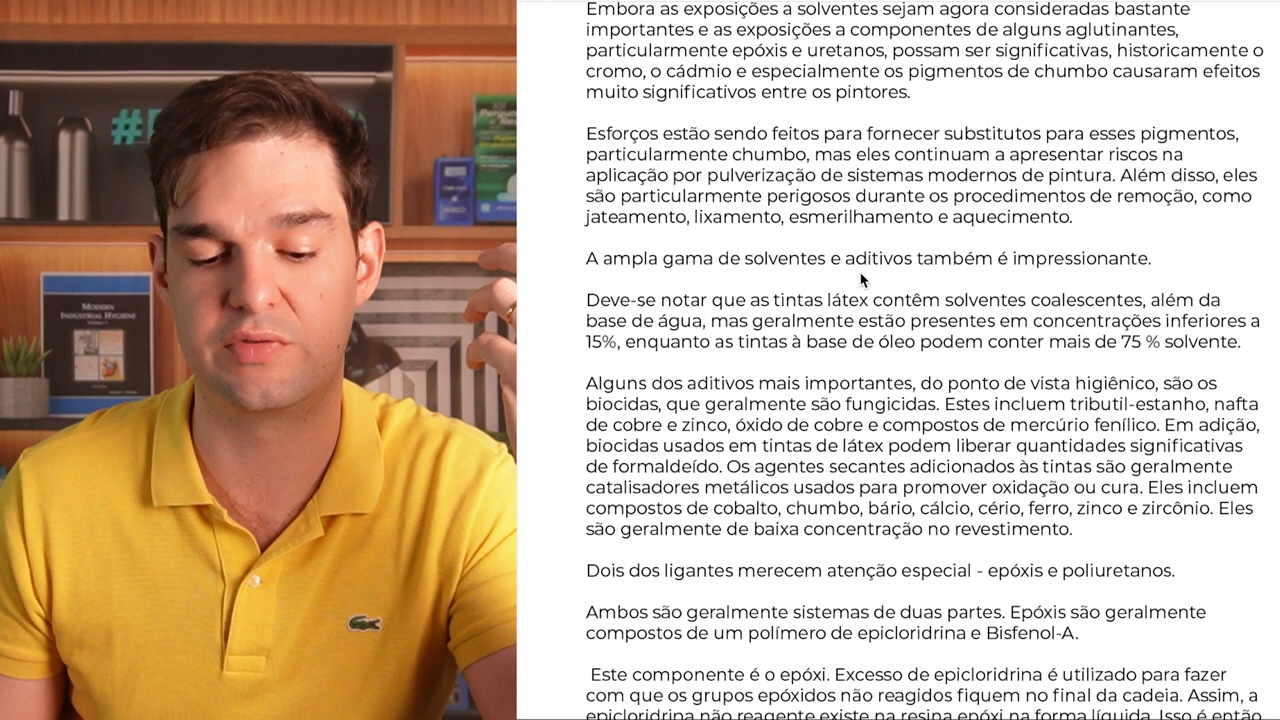 #
MODERN
INDUSTRIAL HYGIENE
Embora as exposições a solventes sejam agora consideradas bastante
importantes e as exposições a componentes de alguns aglutinantes,
particularmente epóxis e uretanos, possam ser significativas, historicamente o
cromo, o cádmio e especialmente os pigmentos de chumbo causaram efeitos
muito significativos entre os pintores.
Esforços estão sendo feitos para fornecer substitutos para esses pigmentos,
particularmente chumbo, mas eles continuam a apresentar riscos na
aplicação por pulverização de sistemas modernos de pintura. Além disso, eles
são particularmente perigosos durante os procedimentos de remoção, como
jateamento, lixamento, esmerilhamento e aquecimento.
A ampla gama de solventes e aditivos também é impressionante.
Deve-se notar que as tintas látex contêm solventes coalescentes, além da
base de água, mas geralmente estão presentes em concentrações inferiores a
15%, enquanto as tintas à base de óleo podem conter mais de 75 % solvente.
Alguns dos aditivos mais importantes, do ponto de vista higiênico, são os
biocidas, que geralmente são fungicidas. Estes incluem tributil-estanho, nafta
de cobre e zinco, óxido de cobre e compostos de mercúrio fenílico. Em adição,
biocidas usados em tintas de látex podem liberar quantidades significativas
de formaldeído. Os agentes secantes adicionados às tintas são geralmente
catalisadores metálicos usados para promover oxidação ou cura. Eles incluem
compostos de cobalto, chumbo, bário, cálcio, cério, ferro, zinco e zircônio. Eles
são geralmente de baixa concentração no revestimento.
Dois dos ligantes merecem atenção especial - epóxis e poliuretanos.
Ambos são geralmente sistemas de duas partes. Epóxis são geralmente
compostos de um polímero de epicloridrina e Bisfenol-A.
Este componente é o epóxi. Excesso de epicloridrina é utilizado para fazer
com que os grupos epóxidos não reagidos fiquem no final da cadeia. Assim, a
epicloridrina não reagente existe na resina epóxi na forma líquida. Isso é então